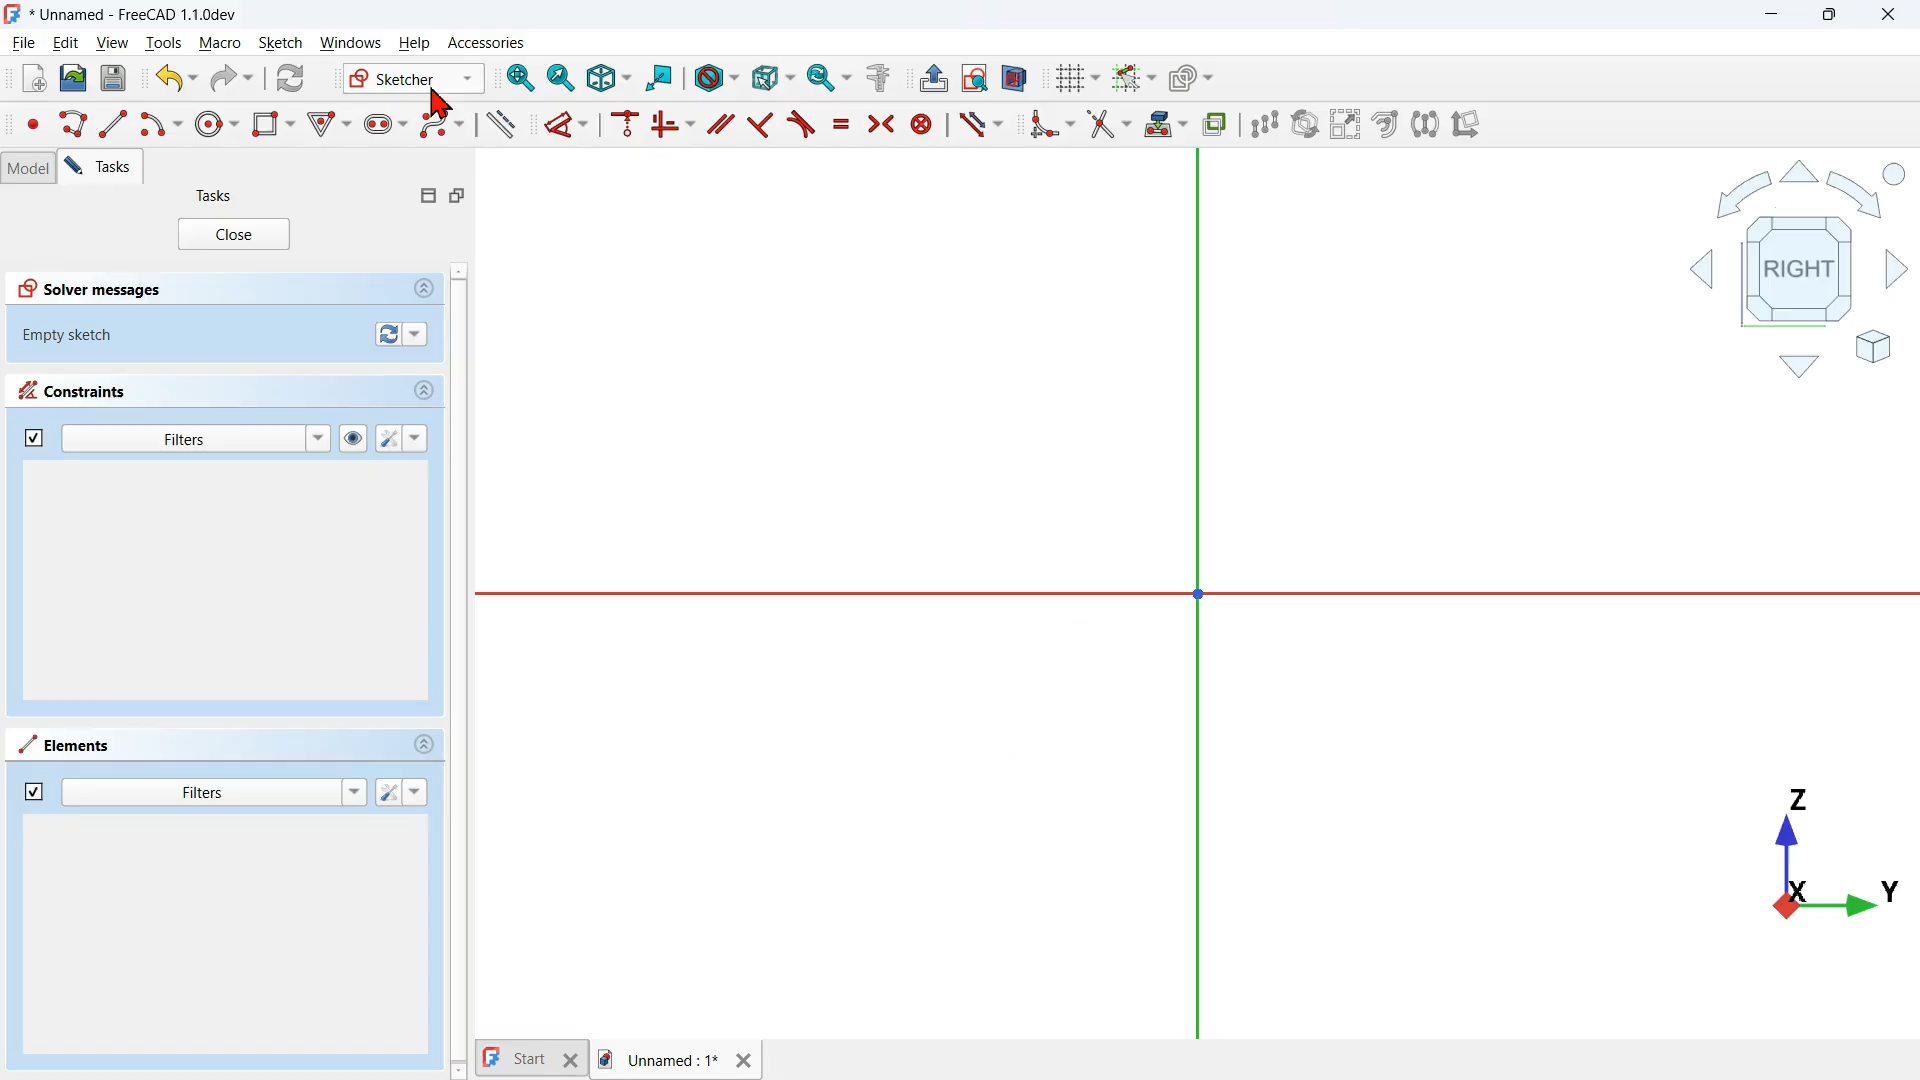 * Unnamed - FreeCAD 1.1.0dev
File Edit View Tools Macro Sketch Windows Help Accessories
Sketcher
Model Tasks
Tasks
Close
Solver messages
Empty sketch
Constraints
Filters
Elements
Filters
RIGHT
Z
X Y
Start Unnamed : 1*